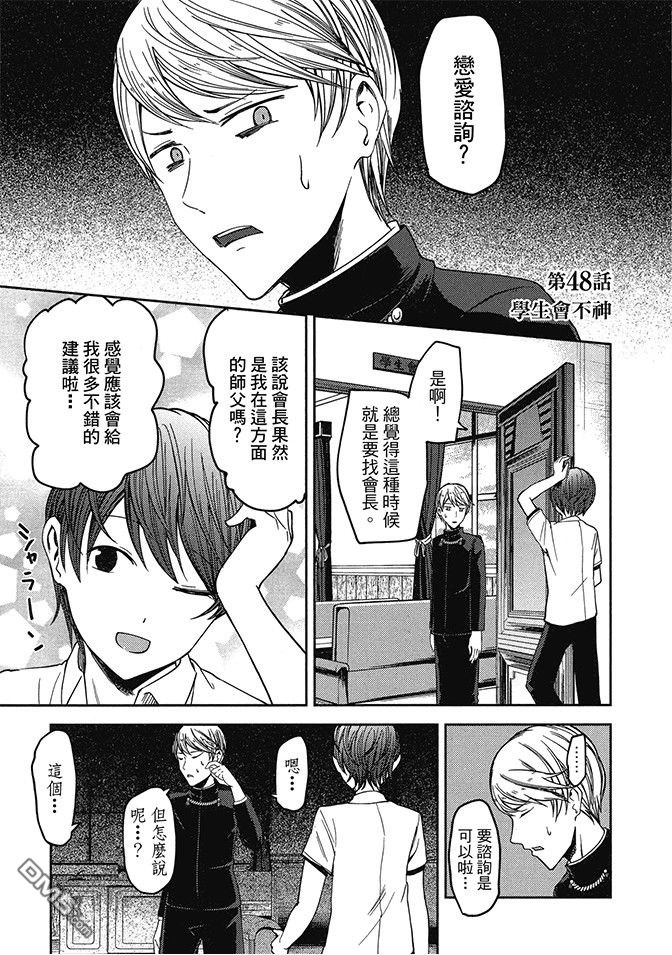 戀愛諮詢？
第48話
學生會不神
是啊！
總覺得這種時候
就是要找會長。
學生會
該說會長果然
是我在這方面
的師父嗎？
感覺應該會給
我很多不錯的
建議啦…
シャラーン
……
要諮詢是
可以啦…
嗯…
但怎麼說
呢…？
這個…